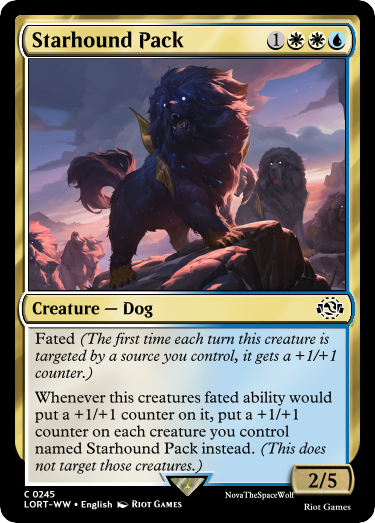 Starhound Pack 1
Creature — Dog
Fated (The first time each turn this creature is
targeted by a source you control, it gets a +1/+1
counter.)
Whenever this creatures fated ability would
put a +1/+1 counter on it, put a +1/+1
counter on each creature you control
named Starhound Pack instead. (This does
not target those creatures.)
2/5
C 0245
LORT-WW • English Riot Games
NovaTheSpaceWolf
Riot Games